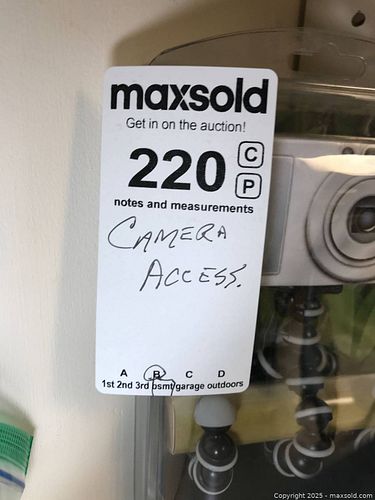 maxsold
Get in on the auction!
220 C
P
notes and measurements
CAMERA
ACCESS.
A B C D
1st 2nd 3rd bsmt/garage outdoors
Copyright 2025 - maxsold.com